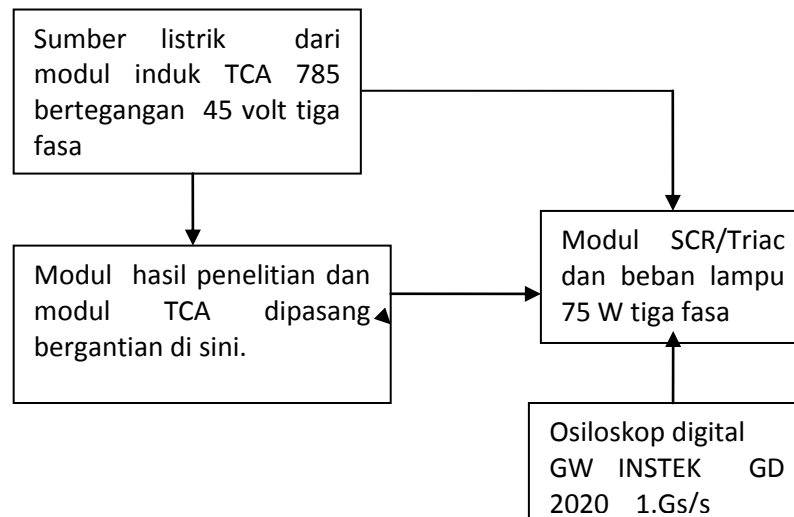 Sumber listrik dari
modul induk TCA 785
bertegangan 45 volt tiga
fasa
Modul hasil penelitian dan
modul TCA dipasang
bergantian di sini.
Modul SCR/Triac
dan beban lampu
75 W tiga fasa
Osiloskop digital
GW INSTEK GD
2020 1.Gs/s